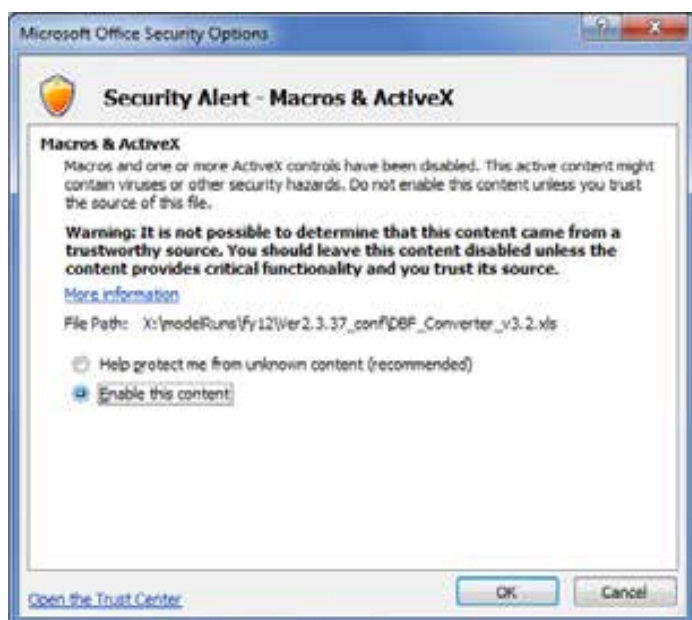 Microsoft Office Security Options
Security Alert - Macros & ActiveX
Macros & ActiveX
Macros and one or more ActiveX controls have been disabled. This active content might
contain viruses or other security hazards. Do not enable this content unless you trust
the source of this file.
Warning: It is not possible to determine that this content came from a
trustworthy source. You should leave this content disabled unless the
content provides critical functionality and you trust its source.
More information
File Path: X:\modelRuns\fy12\Ver2.3.37_conf\DBF_Converter_v3.2.xls
Help protect me from unknown content (recommended)
Enable this content
Open the Trust Center
OK
Cancel